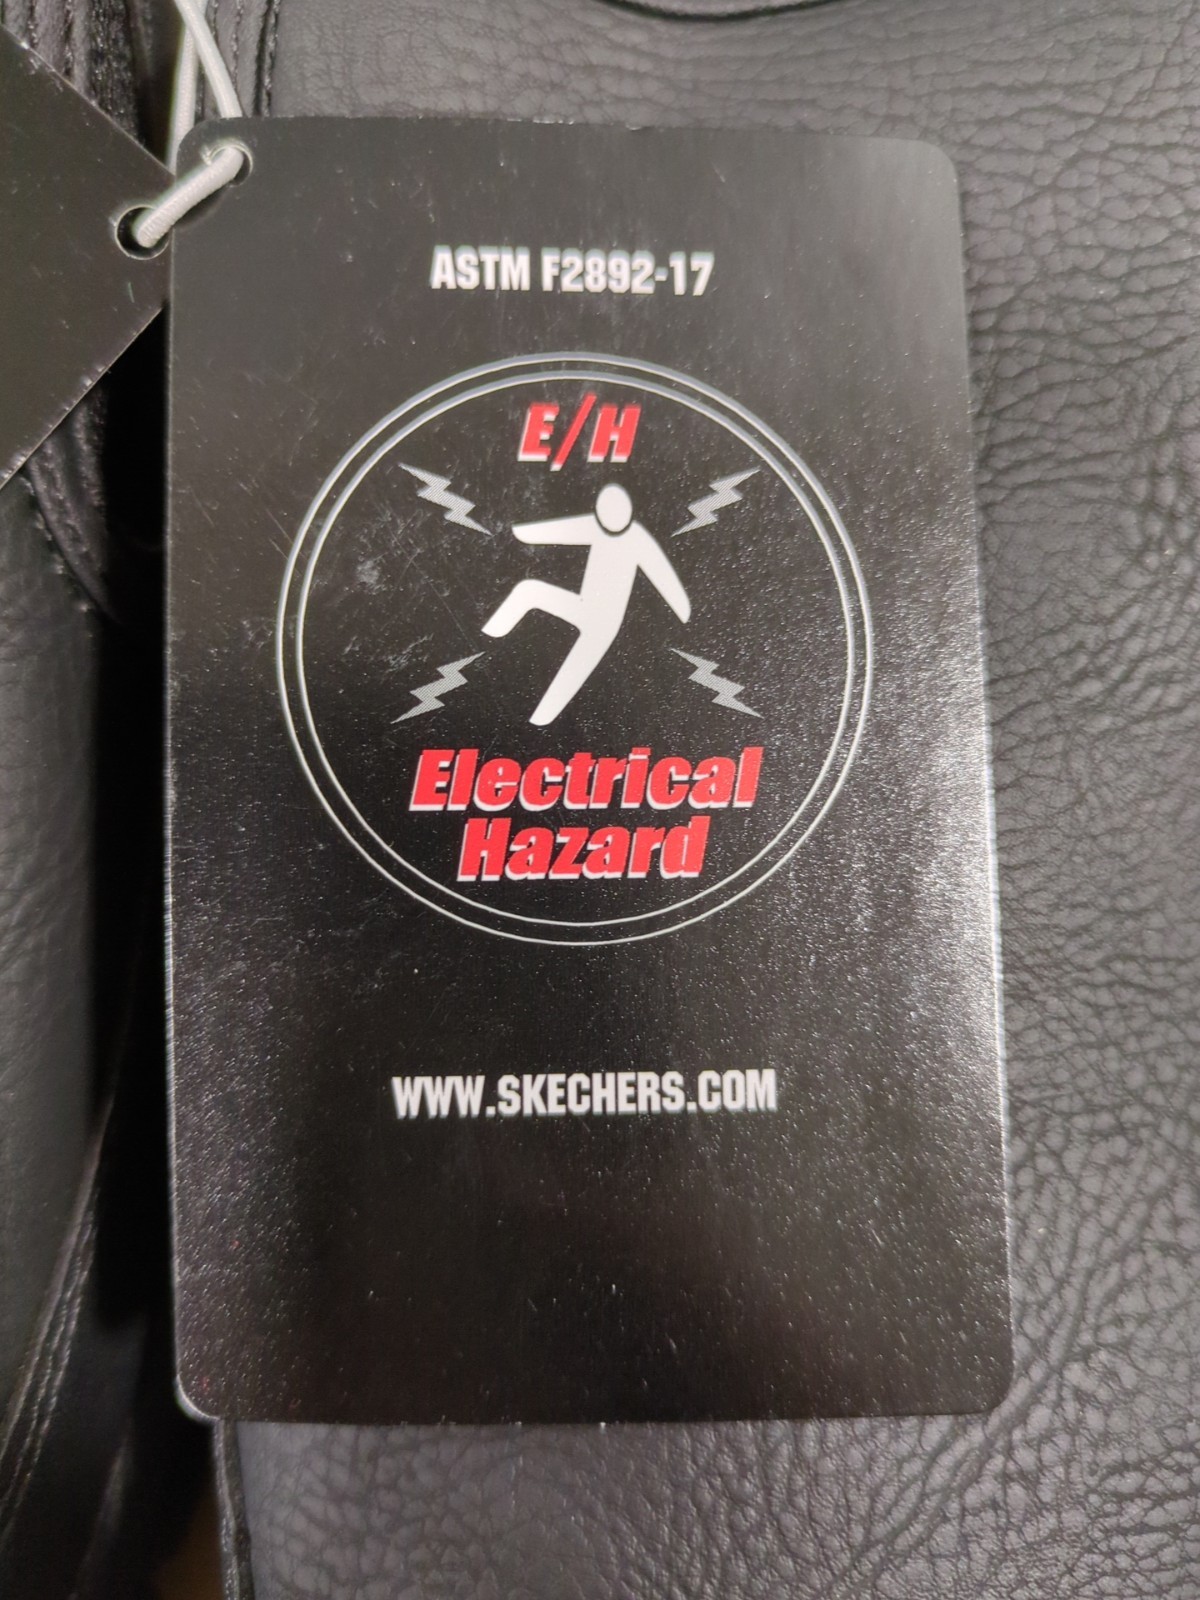 ASTM F2892-17
E/H
Electrical
Hazard
WWW.SKECHERS.COM